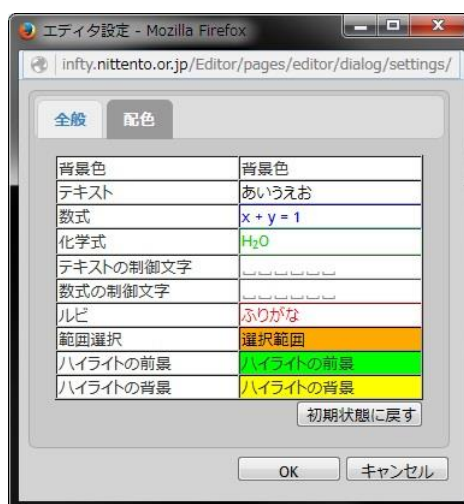 エディタ設定 - Mozilla Firefox
infty.nittento.or.jp/Editor/pages/editor/dialog/settings/
全般 配色
背景色 背景色
テキスト あいうえお
数式 x + y = 1
化学式 H₂O
テキストの制御文字 ␣␣␣␣␣␣
数式の制御文字 ␣␣␣␣␣␣
ルビ ふりがな
範囲選択 選択範囲
ハイライトの前景 ハイライトの前景
ハイライトの背景 ハイライトの背景
初期状態に戻す
OK キャンセル